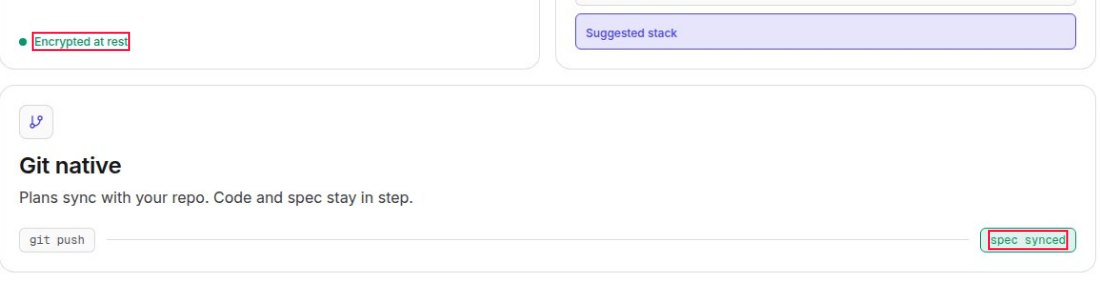 Encrypted at rest
Suggested stack
Git native
Plans sync with your repo. Code and spec stay in step.
git push
spec synced